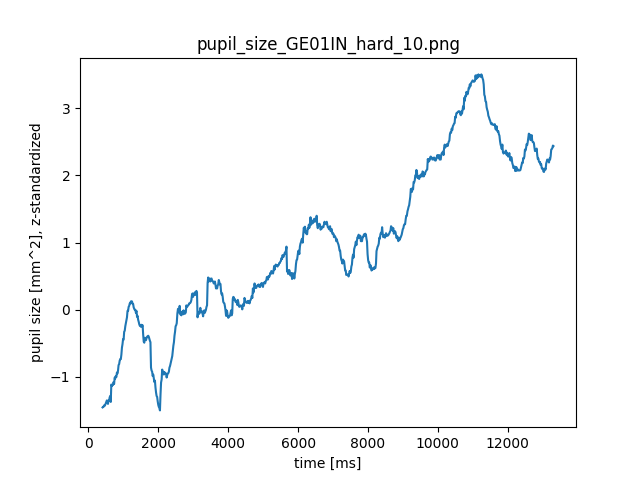 pupil_size_GE01IN_hard_10.png
pupil size [mm^2], z-standardized
3
2
1
0
−1
0 2000 4000 6000 8000 10000 12000
time [ms]